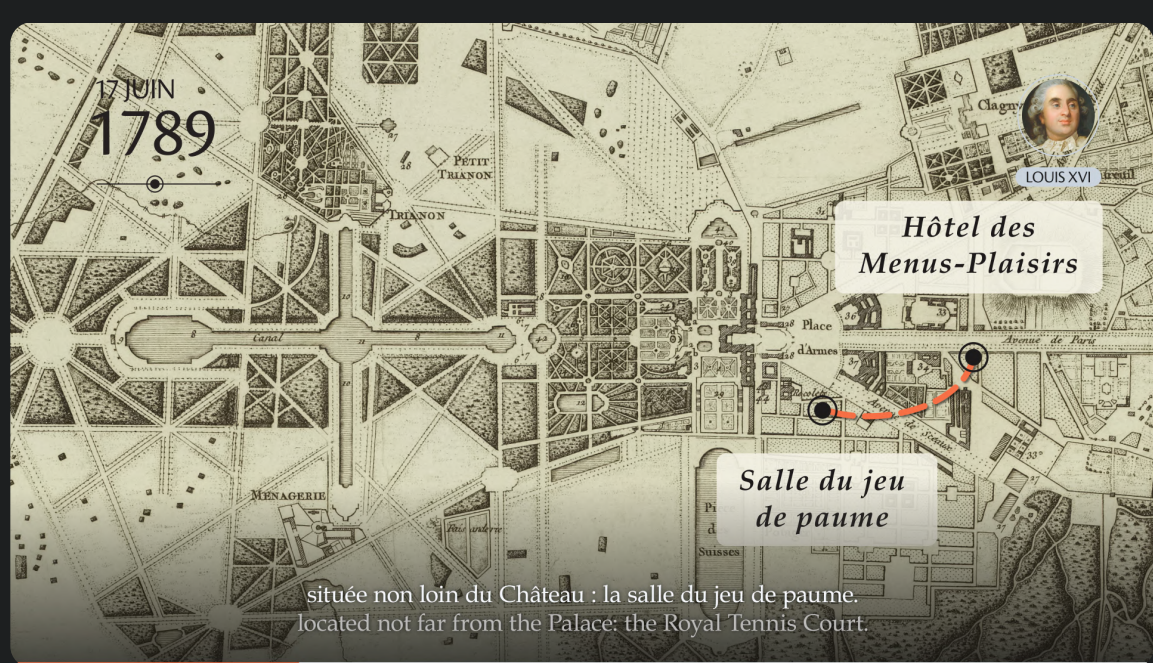 17 JUIN
1789
LOUIS XVI
Hôtel des
Menus-Plaisirs
PETIT
TRIANON
TRIANON
Canal
Place
d'Armes
Avenue de Paris
de Sceaux
Salle du jeu
de paume
MENAGERIE
Suisses
située non loin du Château : la salle du jeu de paume.
located not far from the Palace: the Royal Tennis Court.